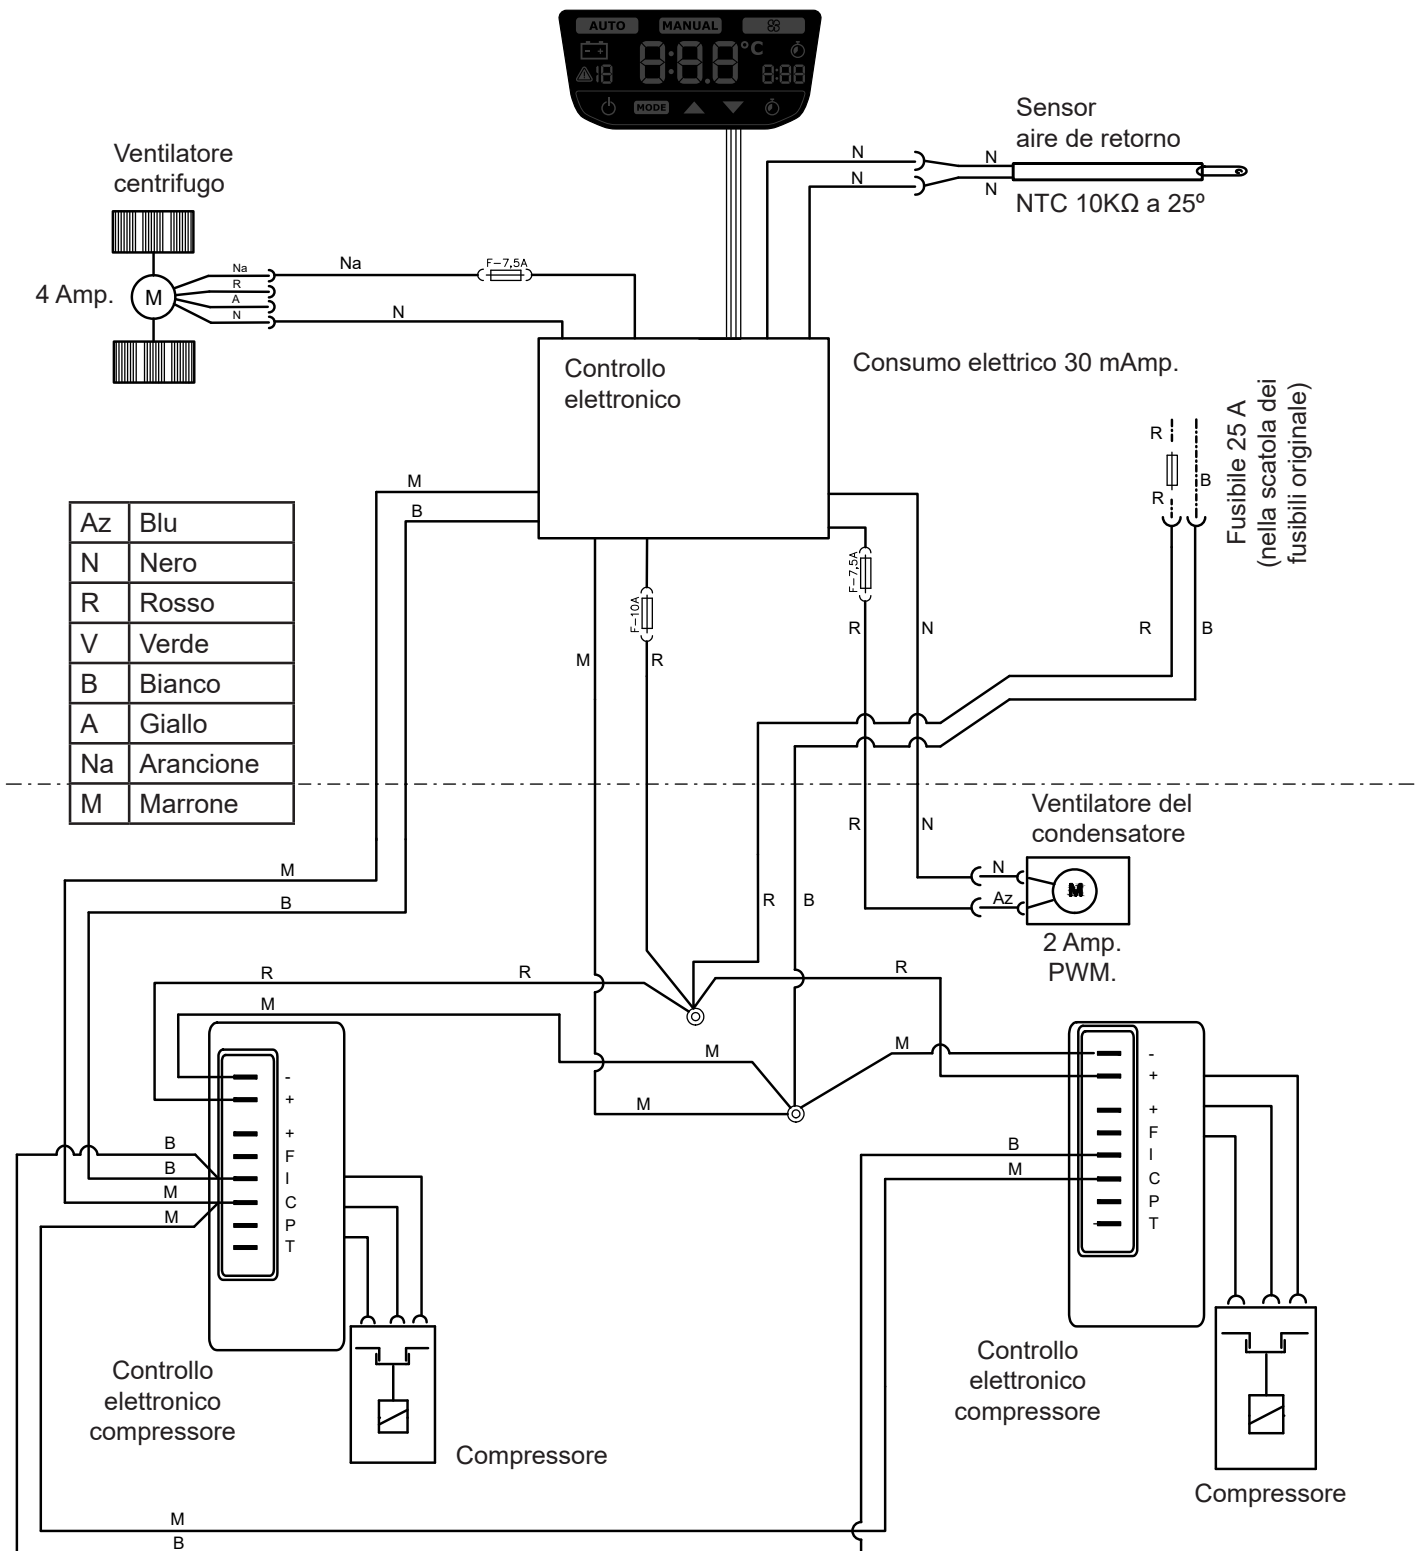 AUTO MANUAL
°C
18 8:8.8 8:88
MODE
Sensor
aire de retorno
N
N
N
N
NTC 10KΩ a 25º
Ventilatore
centrifugo
4 Amp.
M
Na
R
A
N
Na
F-7,5A
N
Controllo
elettronico
Consumo elettrico 30 mAmp.
Fusibile 25 A
(nella scatola dei
fusibili originale)
R
R
B
M
B
Az Blu
N Nero
R Rosso
V Verde
B Bianco
A Giallo
Na Arancione
M Marrone
F-10A
F-7,5A
M
R
R
N
R
B
Ventilatore del
condensatore
R
N
N
Az
M
2 Amp.
PWM.
M
B
R
B
R
R
R
M
M
M
M
-
+
+
F
I
C
P
T
B
B
M
M
-
+
+
F
I
C
P
T
B
M
Controllo
elettronico
compressore
Compressore
Controllo
elettronico
compressore
Compressore
M
B